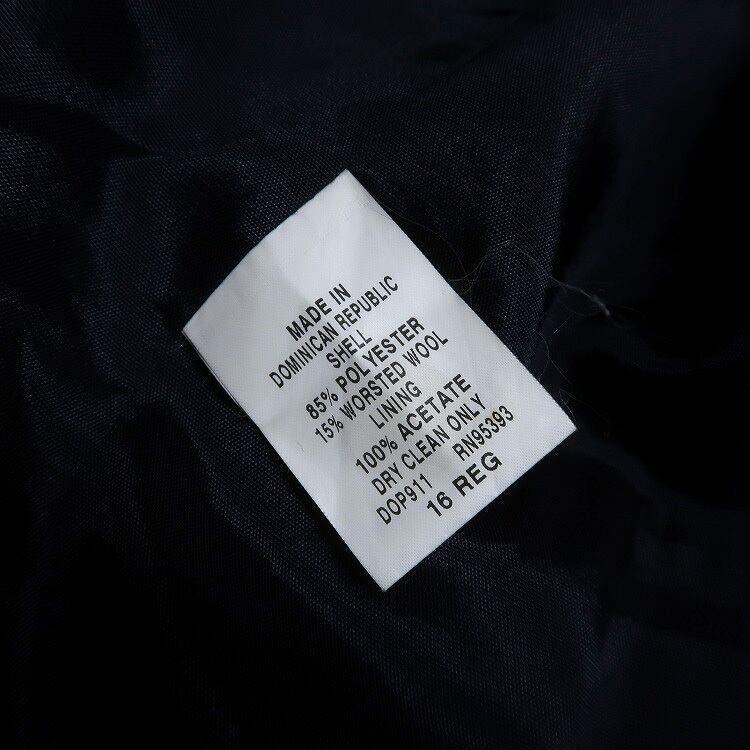 MADE IN
DOMINICAN REPUBLIC
SHELL
85% POLYESTER
15% WORSTED WOOL
LINING
100% ACETATE
DRY CLEAN ONLY
DOP911 RN95393
16 REG